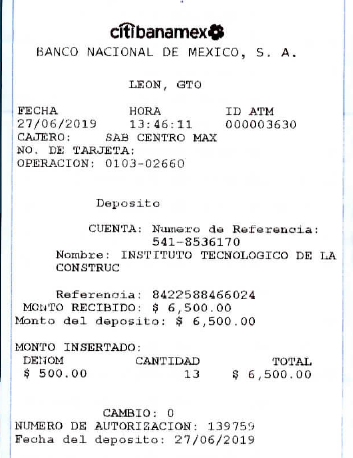 citibanamex
BANCO NACIONAL DE MEXICO, S. A.
LEON, GTO
FECHA HORA ID ATM
27/06/2019 13:46:11 000003630
CAJERO: SAB CENTRO MAX
NO. DE TARJETA:
OPERACION: 0103-02660
Deposito
CUENTA: Numero de Referencia:
541-8536170
Nombre: INSTITUTO TECNOLOGICO DE LA
CONSTRUC
Referencia: 8422588466024
MONTO RECIBIDO: $ 6,500.00
Monto del deposito: $ 6,500.00
MONTO INSERTADO:
DENOM CANTIDAD TOTAL
$ 500.00 13 $ 6,500.00
CAMBIO: 0
NUMERO DE AUTORIZACION: 139759
Fecha del deposito: 27/06/2019